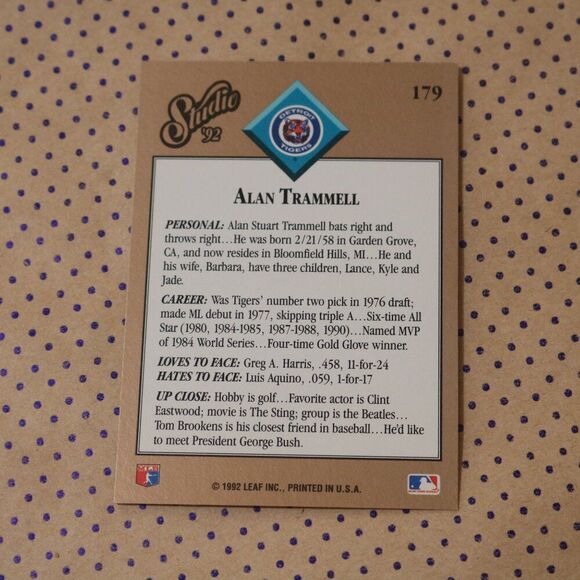 Studio
'92
179
DETROIT
TIGERS
ALAN TRAMMELL
PERSONAL: Alan Stuart Trammell bats right and
throws right...He was born 2/21/58 in Garden Grove,
CA, and now resides in Bloomfield Hills, MI...He and
his wife, Barbara, have three children, Lance, Kyle and
Jade.
CAREER: Was Tigers' number two pick in 1976 draft;
made ML debut in 1977, skipping triple A...Six-time All
Star (1980, 1984-1985, 1987-1988, 1990)...Named MVP
of 1984 World Series...Four-time Gold Glove winner.
LOVES TO FACE: Greg A. Harris, .458, 11-for-24
HATES TO FACE: Luis Aquino, .059, 1-for-17
UP CLOSE: Hobby is golf...Favorite actor is Clint
Eastwood; movie is The Sting; group is the Beatles...
Tom Brookens is his closest friend in baseball...He'd like
to meet President George Bush.
© 1992 LEAF INC., PRINTED IN U.S.A.